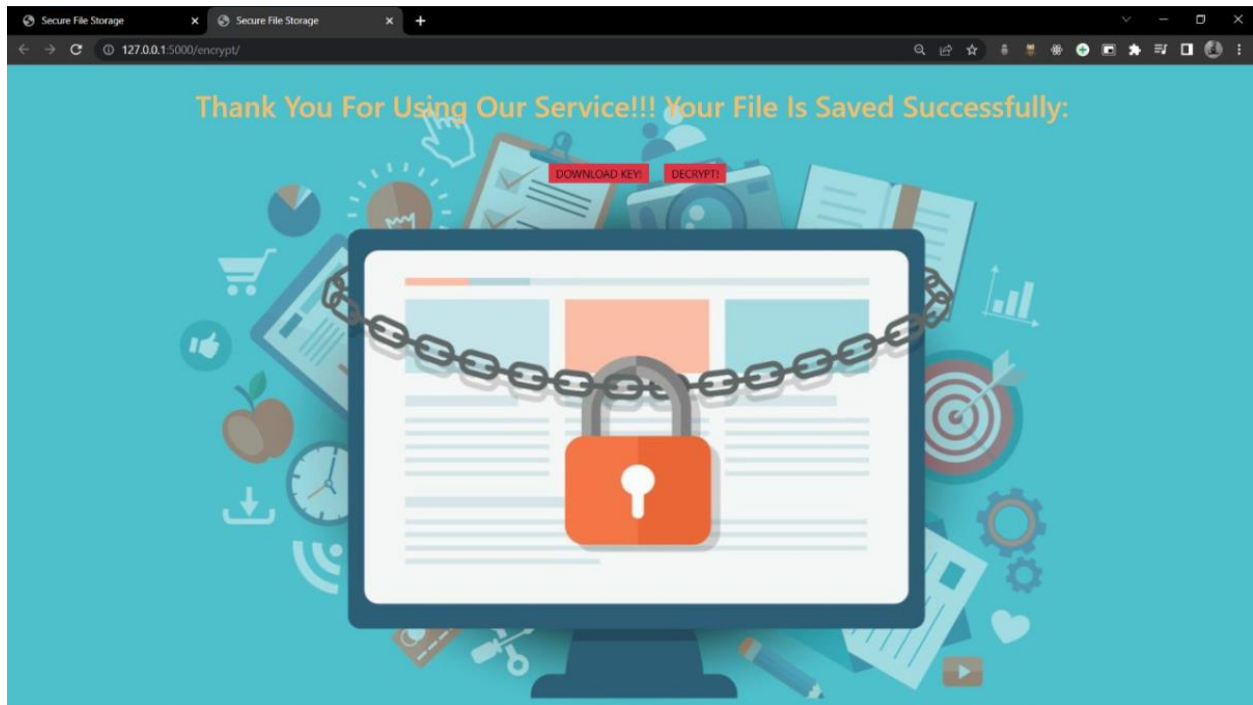 Secure File Storage
Secure File Storage
127.0.0.1:5000/encrypt/
Thank You For Using Our Service!!! Your File Is Saved Successfully:
DOWNLOAD KEY!
DECRYPT!